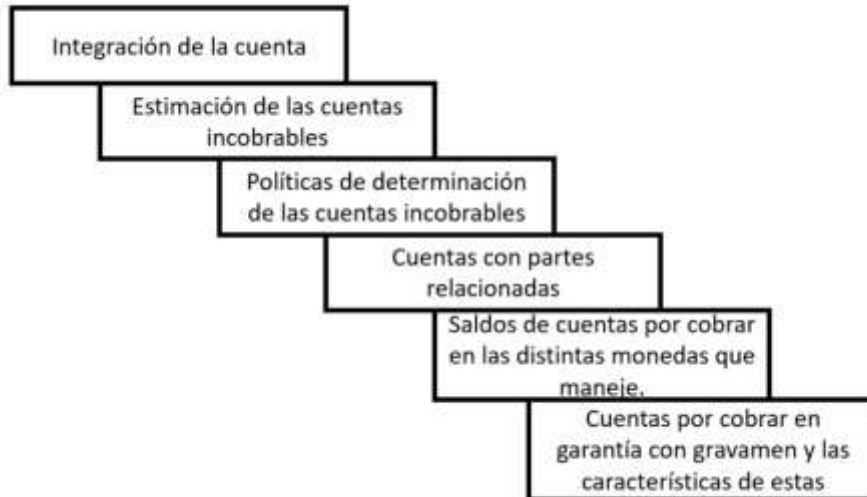 Integración de la cuenta
Estimación de las cuentas
incobrables
Políticas de determinación
de las cuentas incobrables
Cuentas con partes
relacionadas
Saldos de cuentas por cobrar
en las distintas monedas que
maneje.
Cuentas por cobrar en
garantía con gravamen y las
características de estas